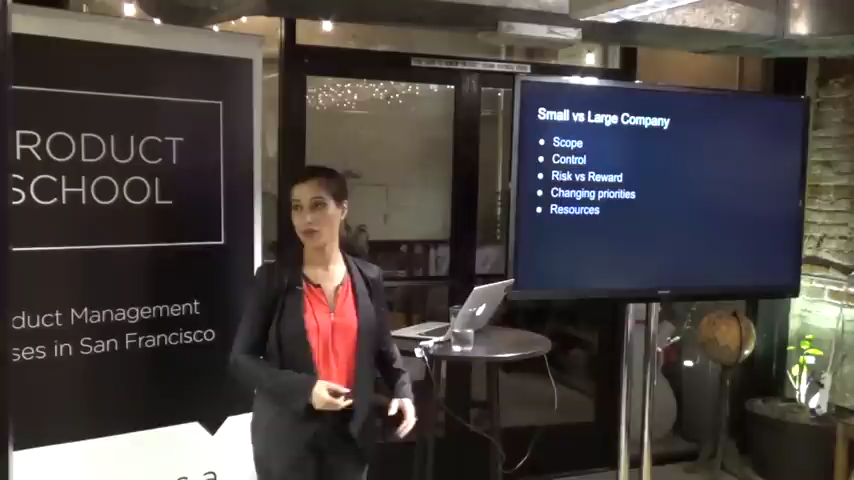 RODUCT
SCHOOL
duct Management
ses in San Francisco
Small vs Large Company
● Scope
● Control
● Risk vs Reward
● Changing priorities
● Resources